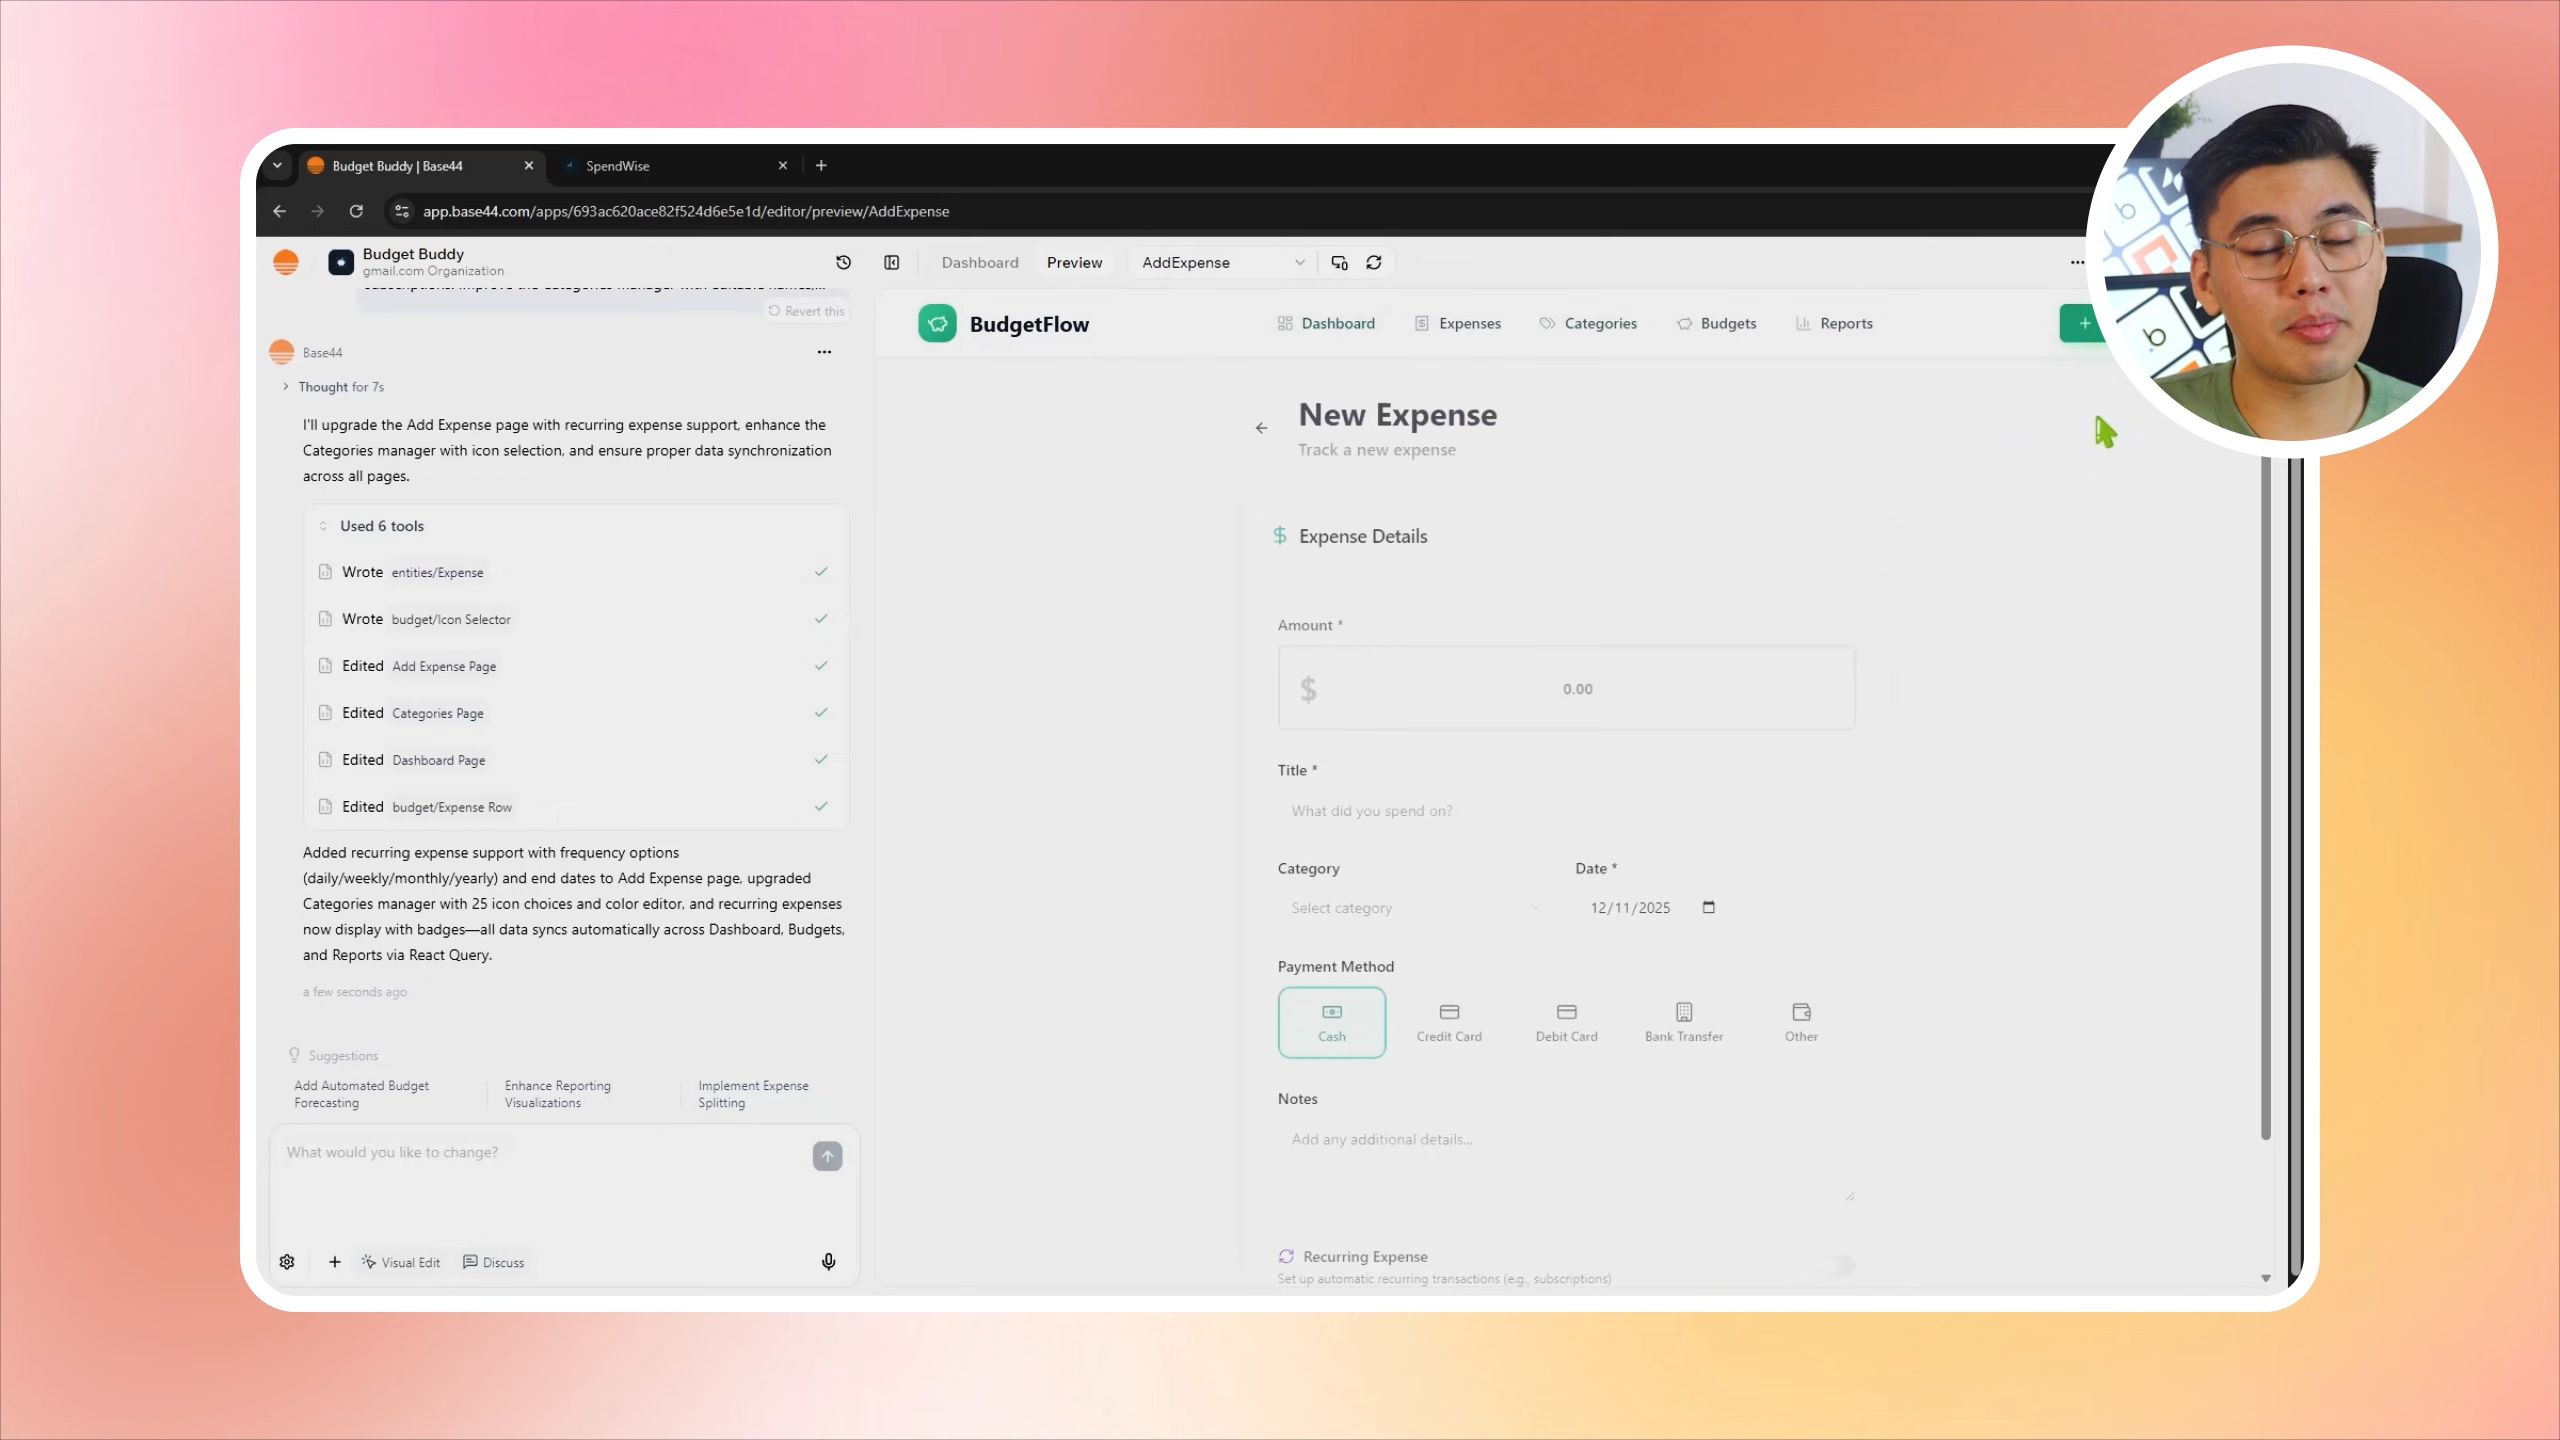 Budget Buddy | Base44
SpendWise
app.base44.com/apps/693ac620ace82f524d6e5e1d/editor/preview/AddExpense
Budget Buddy
gmail.com Organization
Dashboard
Preview
AddExpense
Revert this
Base44
Thought for 7s
I'll upgrade the Add Expense page with recurring expense support, enhance the
Categories manager with icon selection, and ensure proper data synchronization
across all pages.
Used 6 tools
Wrote entities/Expense
Wrote budget/Icon Selector
Edited Add Expense Page
Edited Categories Page
Edited Dashboard Page
Edited budget/Expense Row
Added recurring expense support with frequency options
(daily/weekly/monthly/yearly) and end dates to Add Expense page, upgraded
Categories manager with 25 icon choices and color editor, and recurring expenses
now display with badges—all data syncs automatically across Dashboard, Budgets,
and Reports via React Query.
a few seconds ago
Suggestions
Add Automated Budget
Forecasting
Enhance Reporting
Visualizations
Implement Expense
Splitting
What would you like to change?
Visual Edit
Discuss
BudgetFlow
Dashboard
Expenses
Categories
Budgets
Reports
New Expense
Track a new expense
$ Expense Details
Amount *
$ 0.00
Title *
What did you spend on?
Category
Select category
Date *
12/11/2025
Payment Method
Cash
Credit Card
Debit Card
Bank Transfer
Other
Notes
Add any additional details...
Recurring Expense
Set up automatic recurring transactions (e.g., subscriptions)